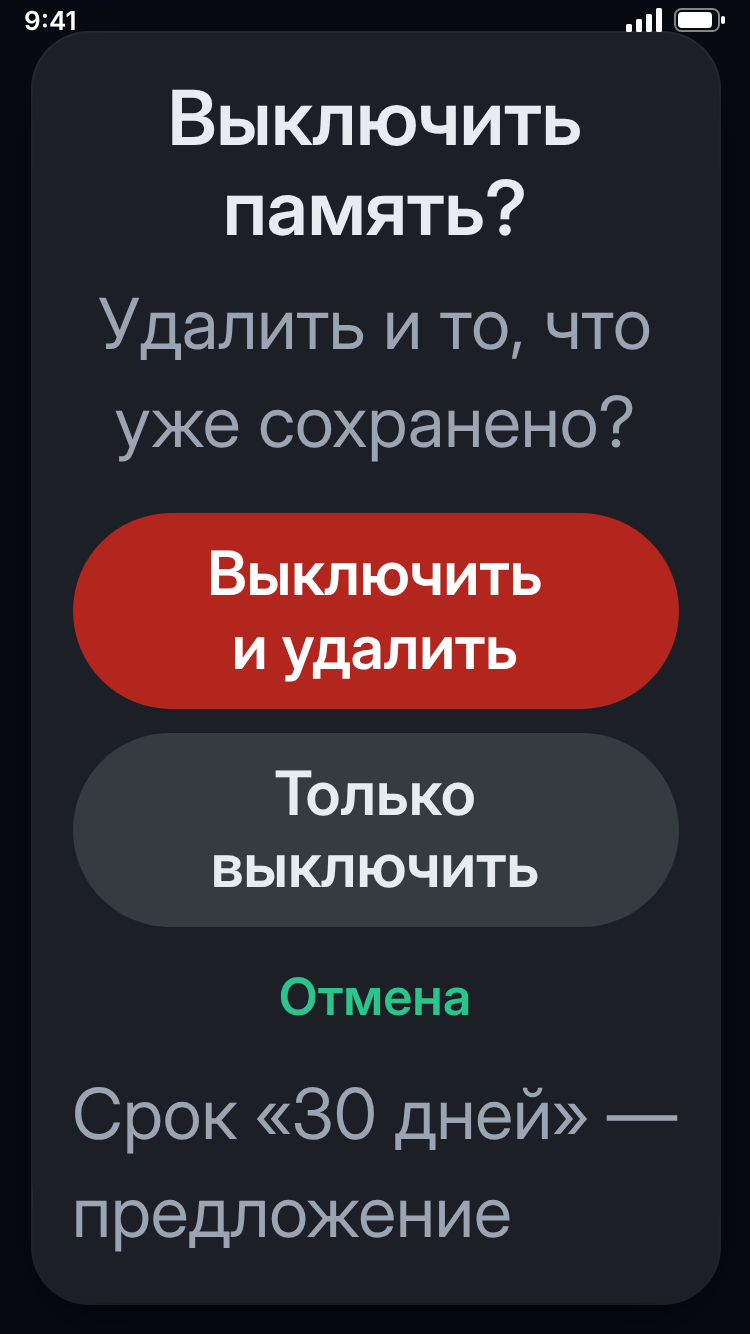 9:41
Выключить
память?
Удалить и то, что
уже сохранено?
Выключить
и удалить
Только
выключить
Отмена
Срок «30 дней» —
предложение